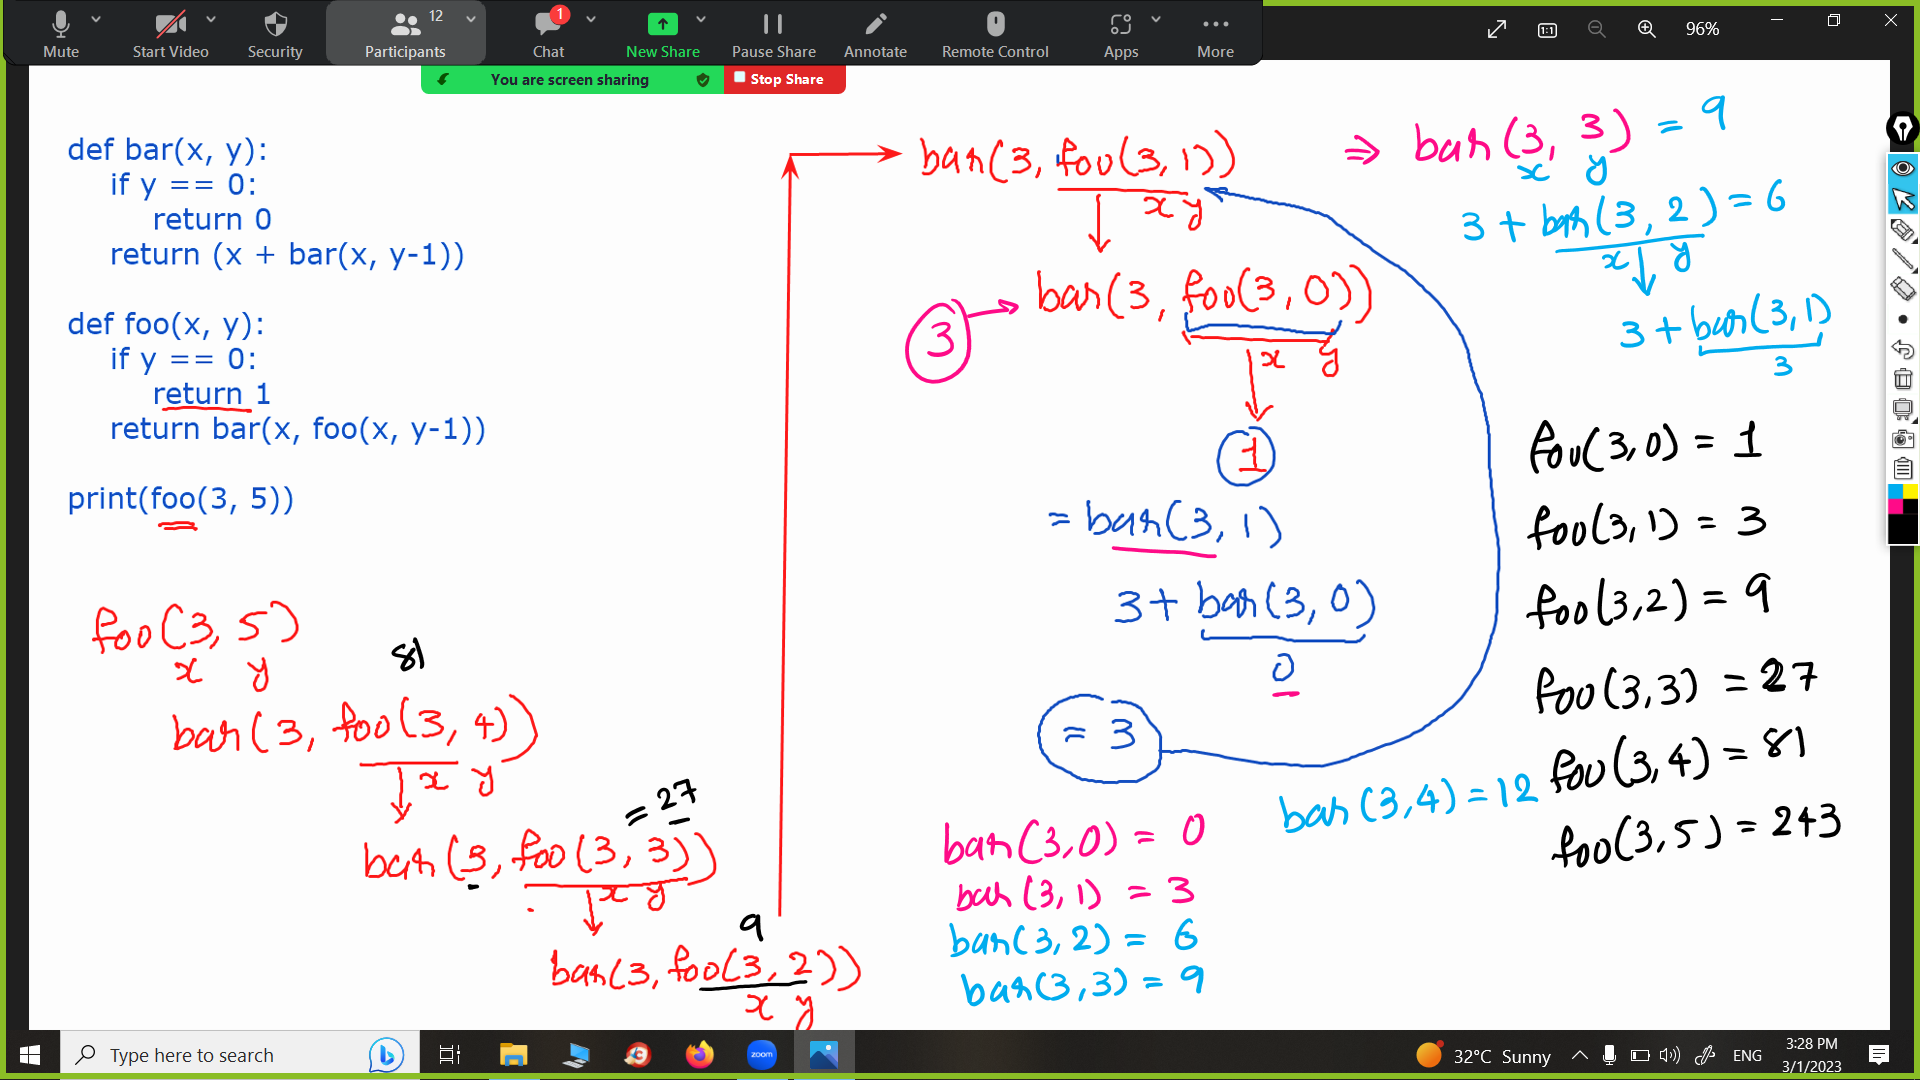 Mute
Start Video
Security
Participants
12
Chat
1
New Share
Pause Share
Annotate
Remote Control
Apps
More
96%
You are screen sharing
Stop Share
def bar(x, y):
if y == 0:
return 0
return (x + bar(x, y-1))
def foo(x, y):
if y == 0:
return 1
return bar(x, foo(x, y-1))
print(foo(3, 5))
foo(3, 5)
x y
81
bar(3, foo(3, 4))
x y
= 27
bar(3, foo(3, 3))
x y
9
bar(3, foo(3, 2))
x y
bar(3, foo(3, 1))
x y
3
bar(3, foo(3, 0))
x y
1
= bar(3, 1)
3 + bar(3, 0)
0
= 3
bar(3,0) = 0
bar(3,1) = 3
bar(3,2) = 6
bar(3,3) = 9
bar(3,4) = 12
⇒ bar(3, 3) = 9
x y
3 + bar(3, 2) = 6
x y
3 + bar(3,1)
3
foo(3,0) = 1
foo(3,1) = 3
foo(3,2) = 9
foo(3,3) = 27
foo(3,4) = 81
foo(3,5) = 243
Type here to search
zoom
32°C Sunny
ENG
3:28 PM
3/1/2023